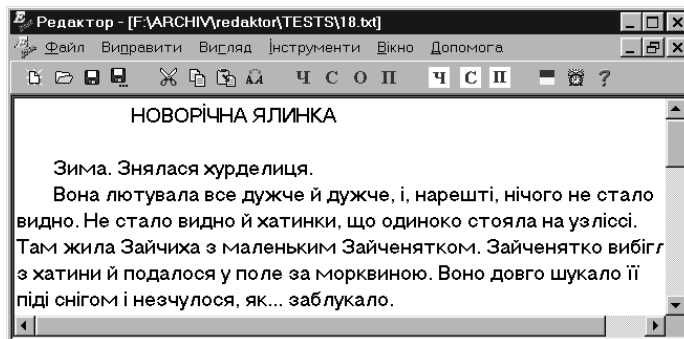 Редактор - [F:\ARCHIV\redaktor\TESTS\18.txt]
Файл Виправити Вигляд Інструменти Вікно Допомога
Ч С О П Ч С П ?
НОВОРІЧНА ЯЛИНКА
Зима. Знялася хурделиця.
Вона лютувала все дужче й дужче, і, нарешті, нічого не стало
видно. Не стало видно й хатинки, що одиноко стояла на узліссі.
Там жила Зайчиха з маленьким Зайченятком. Зайченятко вибігл
з хатини й подалося у поле за морквиною. Воно довго шукало її
піді снігом і незчулося, як... заблукало.